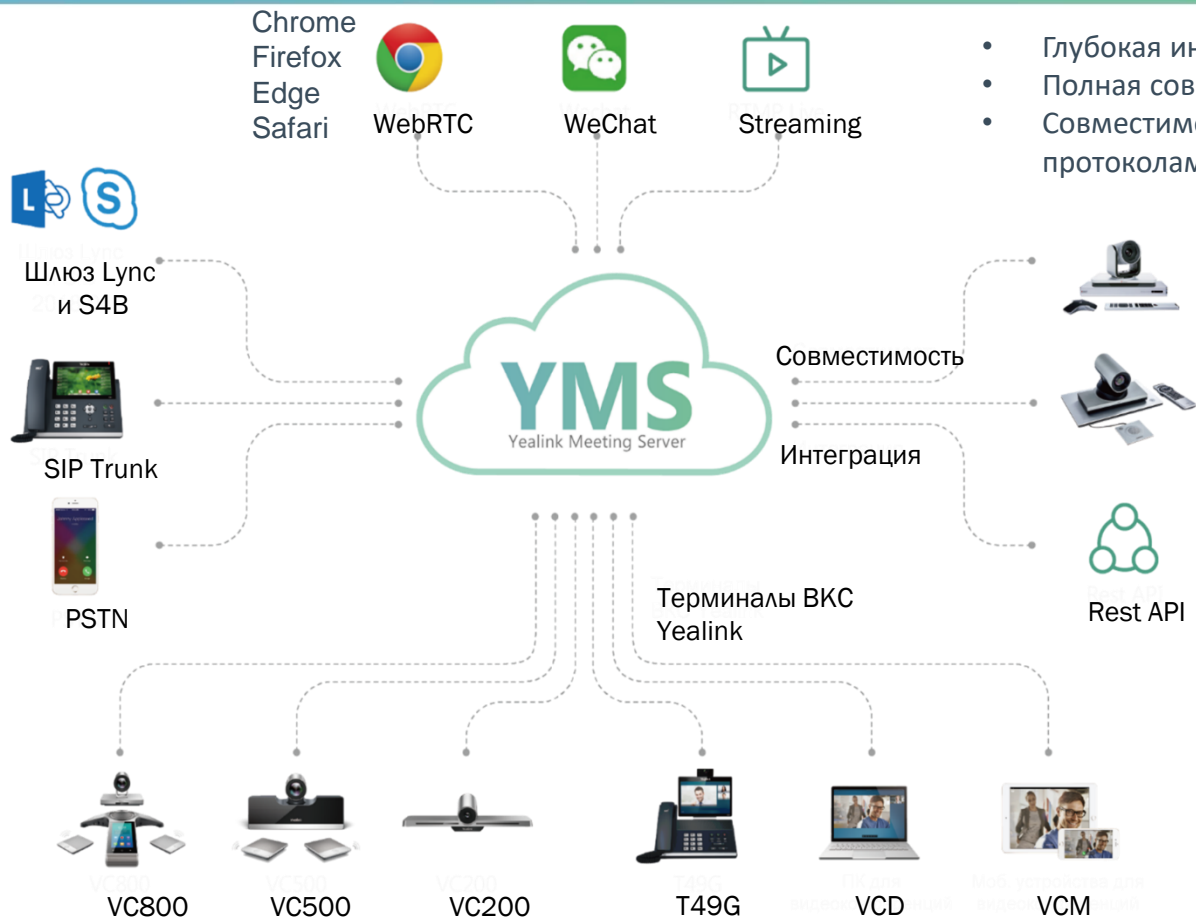 Chrome
Firefox
Edge
Safari
WebRTC
WeChat
Streaming
• Глубокая ин
• Полная сов
• Совместимо
протоколам
L
S
Шлюз Lync
и S4B
SIP Trunk
PSTN
YMS
Yealink Meeting Server
Совместимость
Интеграция
Rest API
Терминалы ВКС
Yealink
VC800
VC500
VC200
T49G
VCD
VCM